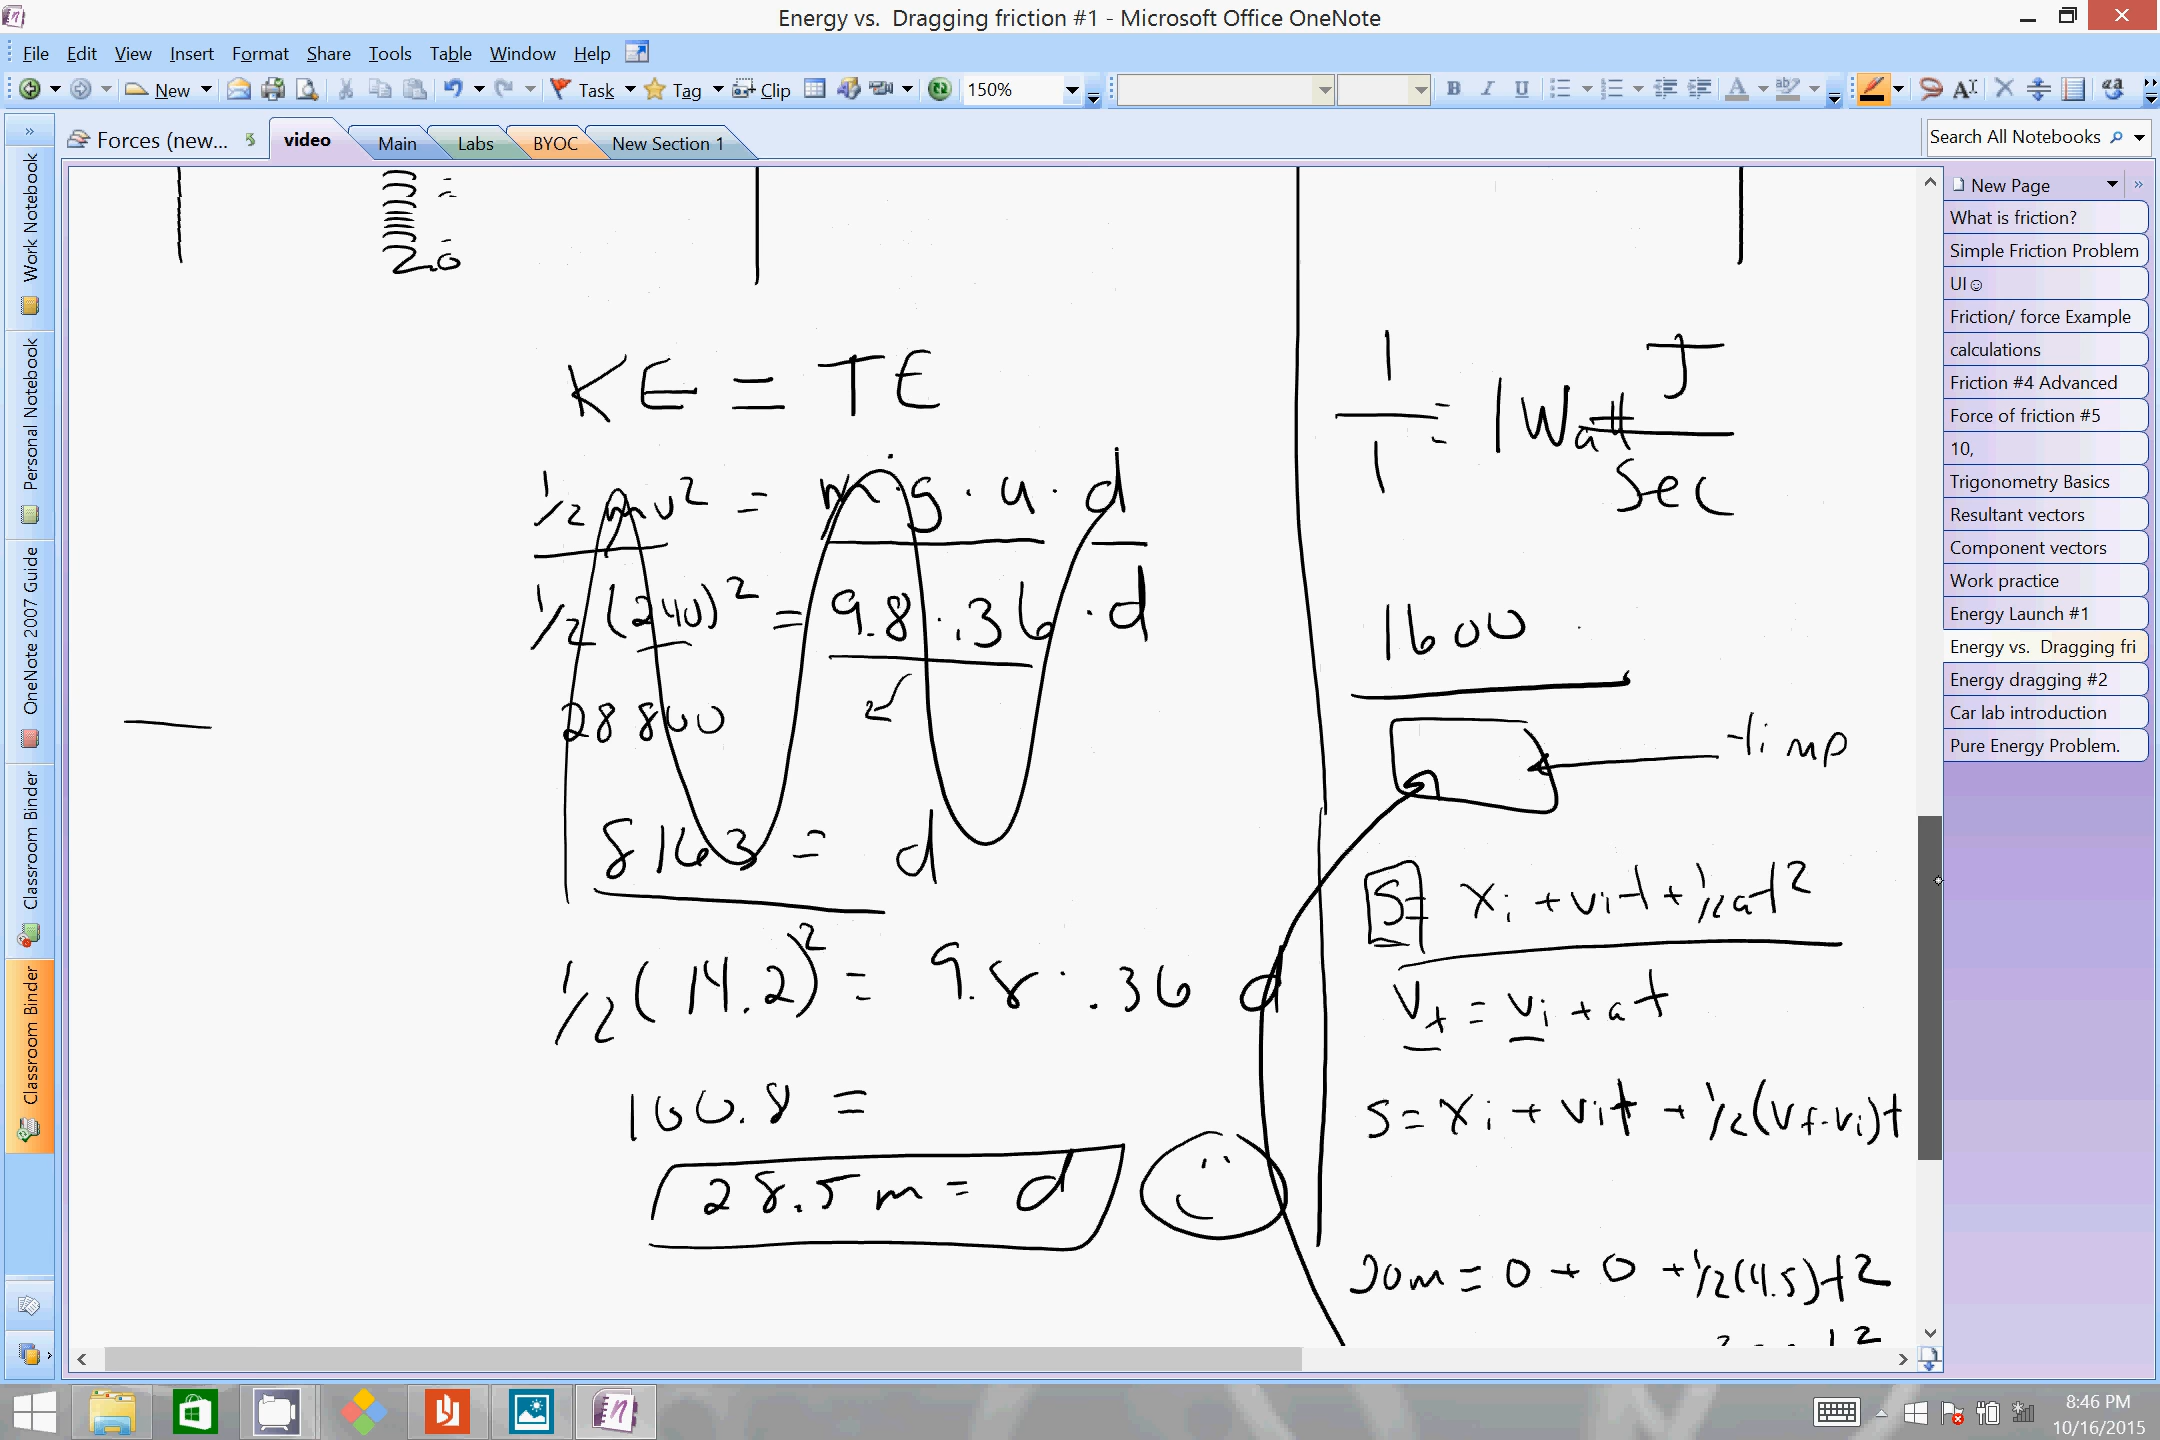 Energy vs. Dragging friction #1 - Microsoft Office OneNote
File Edit View Insert Format Share Tools Table Window Help
New Task Tag Clip 150% B I U
Forces (new... video Main Labs BYOC New Section 1
Search All Notebooks
Work Notebook
Personal Notebook
OneNote 2007 Guide
Classroom Binder
Classroom Binder
2.0
KE = TE
1/2 mv² = m·g·u·d
1/2 (240)² = 9.8·.36·d
28800
8163 = d
1/2 (14.2)² = 9.8·.36 d
100.8 =
28.5 m = d
1/1 = 1 Watt J/Sec
1600
S = xi + vit + 1/2at²
= vi + at
S = xi + vit + 1/2(vf-vi)t
= 0 + 0 + 1/2(4.5)t2
New Page
What is friction?
Simple Friction Problem
UI☺
Friction/ force Example
calculations
Friction #4 Advanced
Force of friction #5
10,
Trigonometry Basics
Resultant vectors
Component vectors
Work practice
Energy Launch #1
Energy vs. Dragging fri
Energy dragging #2
Car lab introduction
Pure Energy Problem.
8:46 PM
10/16/2015